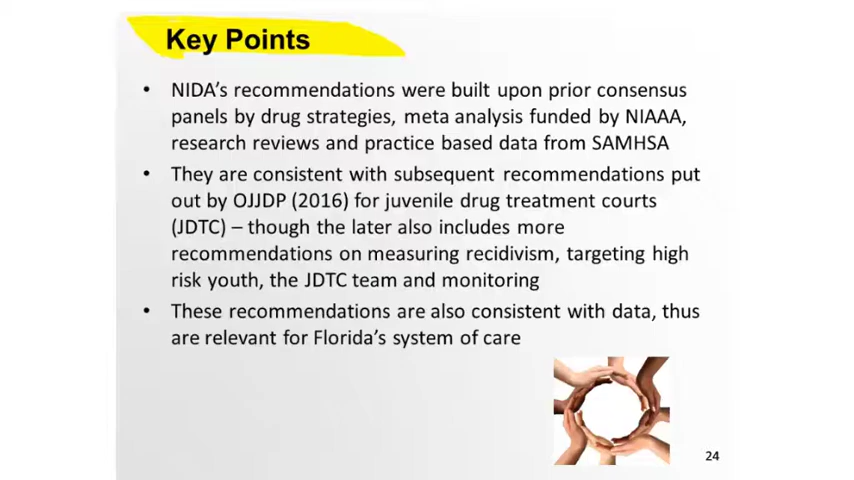 Key Points
• NIDA's recommendations were built upon prior consensus
panels by drug strategies, meta analysis funded by NIAAA,
research reviews and practice based data from SAMHSA
• They are consistent with subsequent recommendations put
out by OJJDP (2016) for juvenile drug treatment courts
(JDTC) – though the later also includes more
recommendations on measuring recidivism, targeting high
risk youth, the JDTC team and monitoring
• These recommendations are also consistent with data, thus
are relevant for Florida's system of care
24